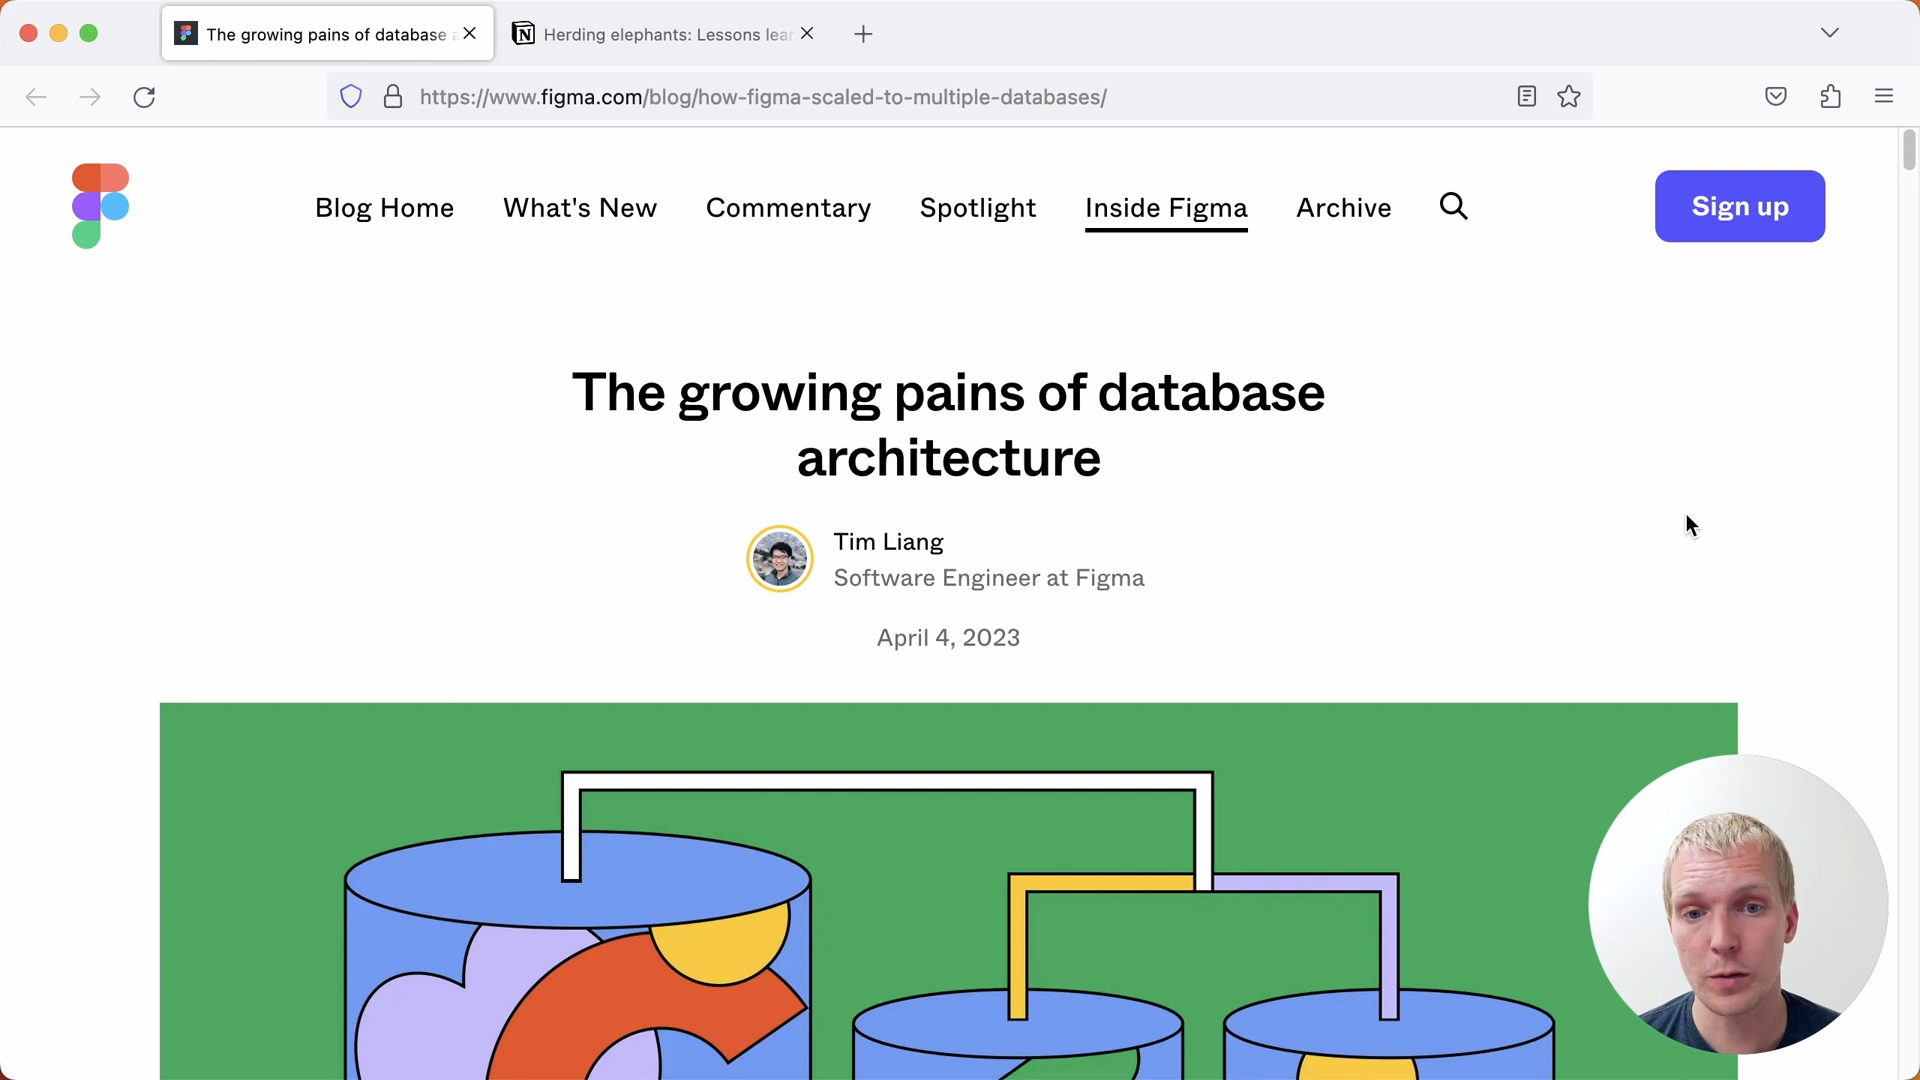 The growing pains of database a
Herding elephants: Lessons lear
https://www.figma.com/blog/how-figma-scaled-to-multiple-databases/
Blog Home What's New Commentary Spotlight Inside Figma Archive
Sign up
The growing pains of database
architecture
Tim Liang
Software Engineer at Figma
April 4, 2023